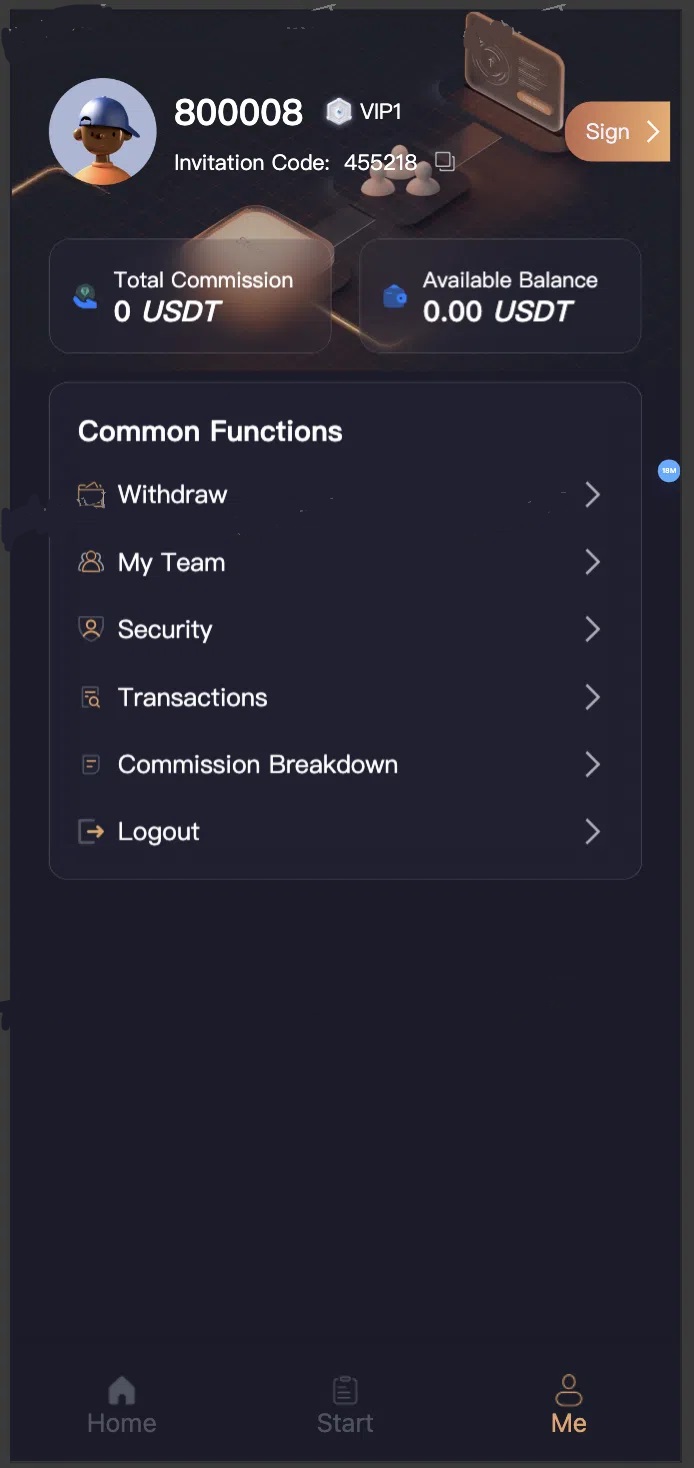 800008
VIP1
Sign
Invitation Code: 455218
Total Commission
0 USDT
Available Balance
0.00 USDT
Common Functions
Withdraw
My Team
Security
Transactions
Commission Breakdown
Logout
Home
Start
Me